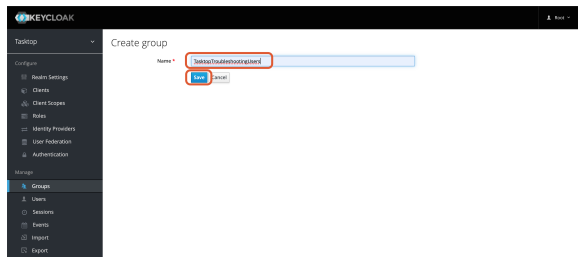 KEYCLOAK
Root
Tasktop
Create group
Configure
Name *
TasktopTroubleshootingUsers
Save
Cancel
Realm Settings
Clients
Client Scopes
Roles
Identity Providers
User Federation
Authentication
Manage
Groups
Users
Sessions
Events
Import
Export